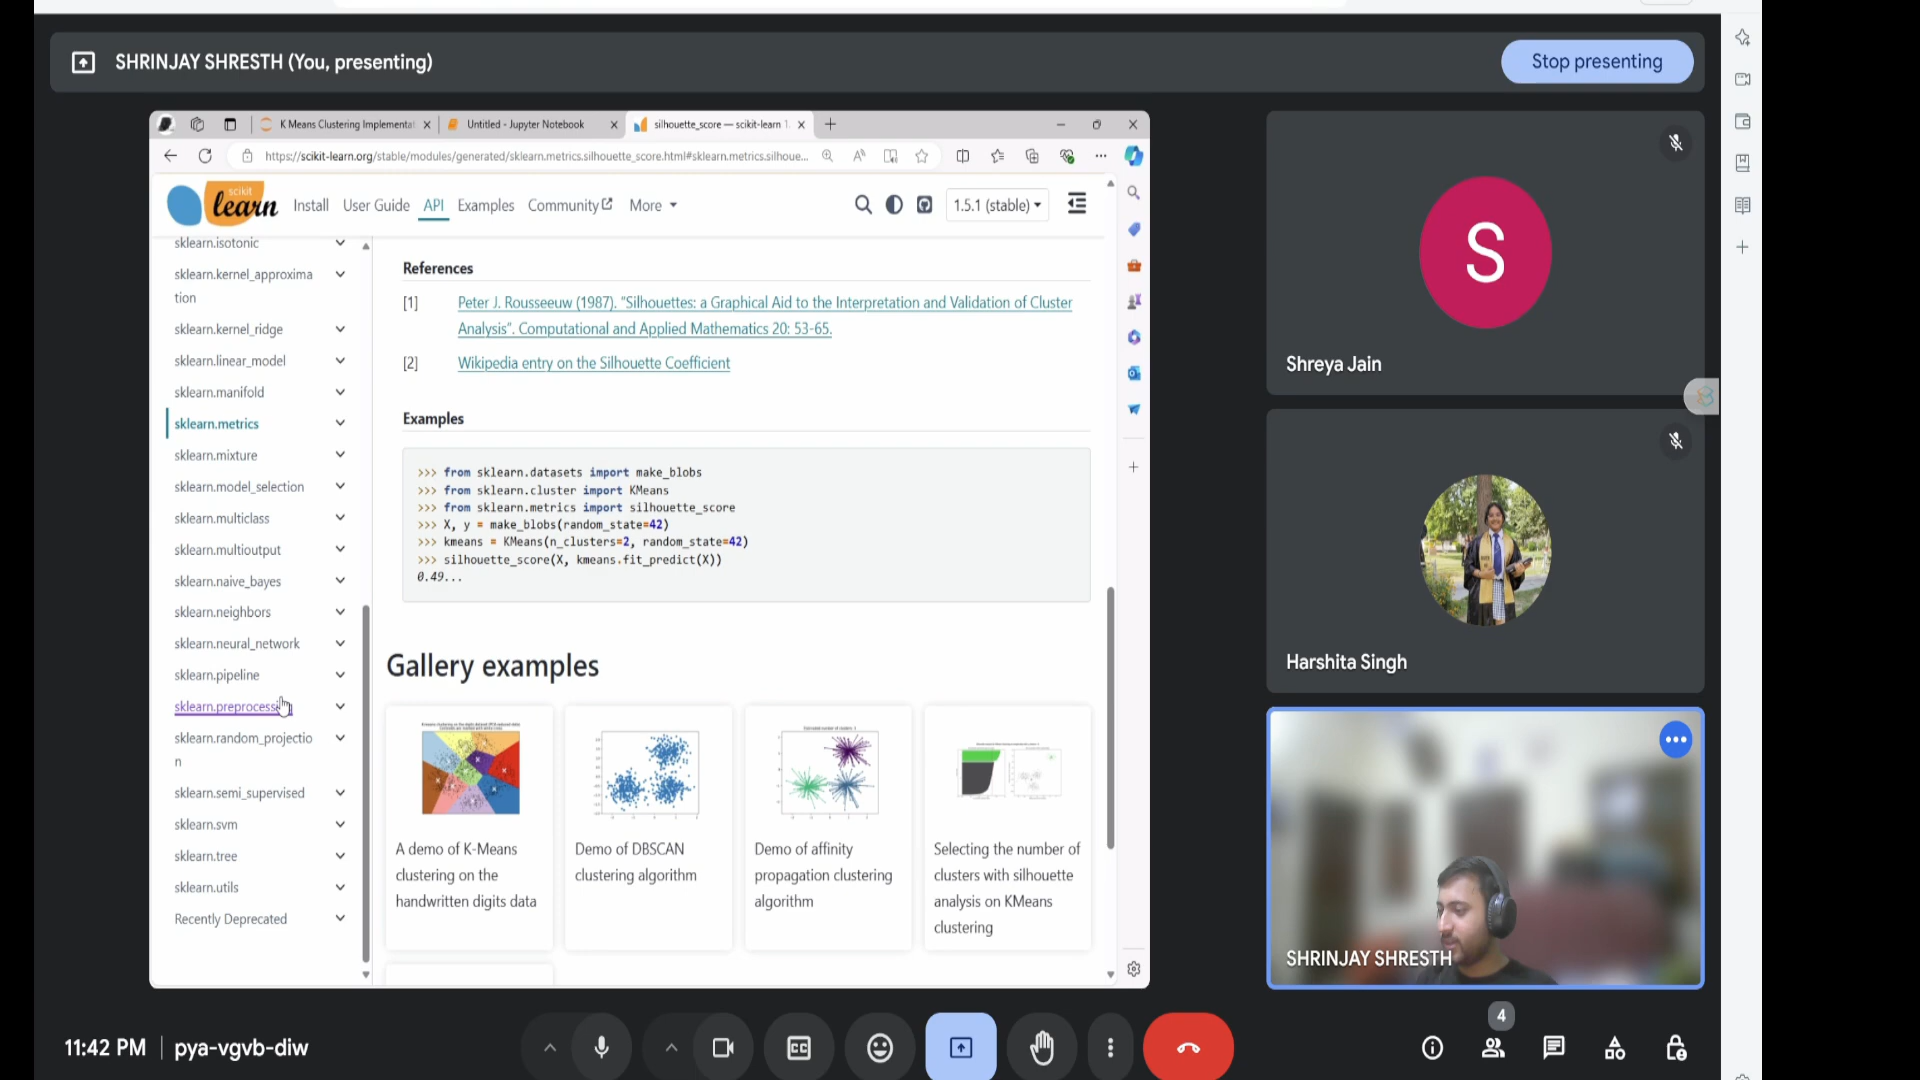 SHRINJAY SHRESTH (You, presenting)
Stop presenting
K Means Clustering Implementat
Untitled - Jupyter Notebook
silhouette_score — scikit-learn 1.
https://scikit-learn.org/stable/modules/generated/sklearn.metrics.silhouette_score.html#sklearn.metrics.silhoue...
scikit
learn
Install
User Guide
API
Examples
Community
More
1.5.1 (stable)
sklearn.isotonic
sklearn.kernel_approxima
tion
sklearn.kernel_ridge
sklearn.linear_model
sklearn.manifold
sklearn.metrics
sklearn.mixture
sklearn.model_selection
sklearn.multiclass
sklearn.multioutput
sklearn.naive_bayes
sklearn.neighbors
sklearn.neural_network
sklearn.pipeline
sklearn.preprocessing
sklearn.random_projectio
n
sklearn.semi_supervised
sklearn.svm
sklearn.tree
sklearn.utils
Recently Deprecated
References
[1] Peter J. Rousseeuw (1987). "Silhouettes: a Graphical Aid to the Interpretation and Validation of Cluster
Analysis". Computational and Applied Mathematics 20: 53-65.
[2] Wikipedia entry on the Silhouette Coefficient
Examples
>>> from sklearn.datasets import make_blobs
>>> from sklearn.cluster import KMeans
>>> from sklearn.metrics import silhouette_score
>>> X, y = make_blobs(random_state=42)
>>> kmeans = KMeans(n_clusters=2, random_state=42)
>>> silhouette_score(X, kmeans.fit_predict(X))
0.49...
Gallery examples
A demo of K-Means
clustering on the
handwritten digits data
Demo of DBSCAN
clustering algorithm
Demo of affinity
propagation clustering
algorithm
Selecting the number of
clusters with silhouette
analysis on KMeans
clustering
S
Shreya Jain
Harshita Singh
SHRINJAY SHRESTH
11:42 PM
pya-vgvb-diw
4